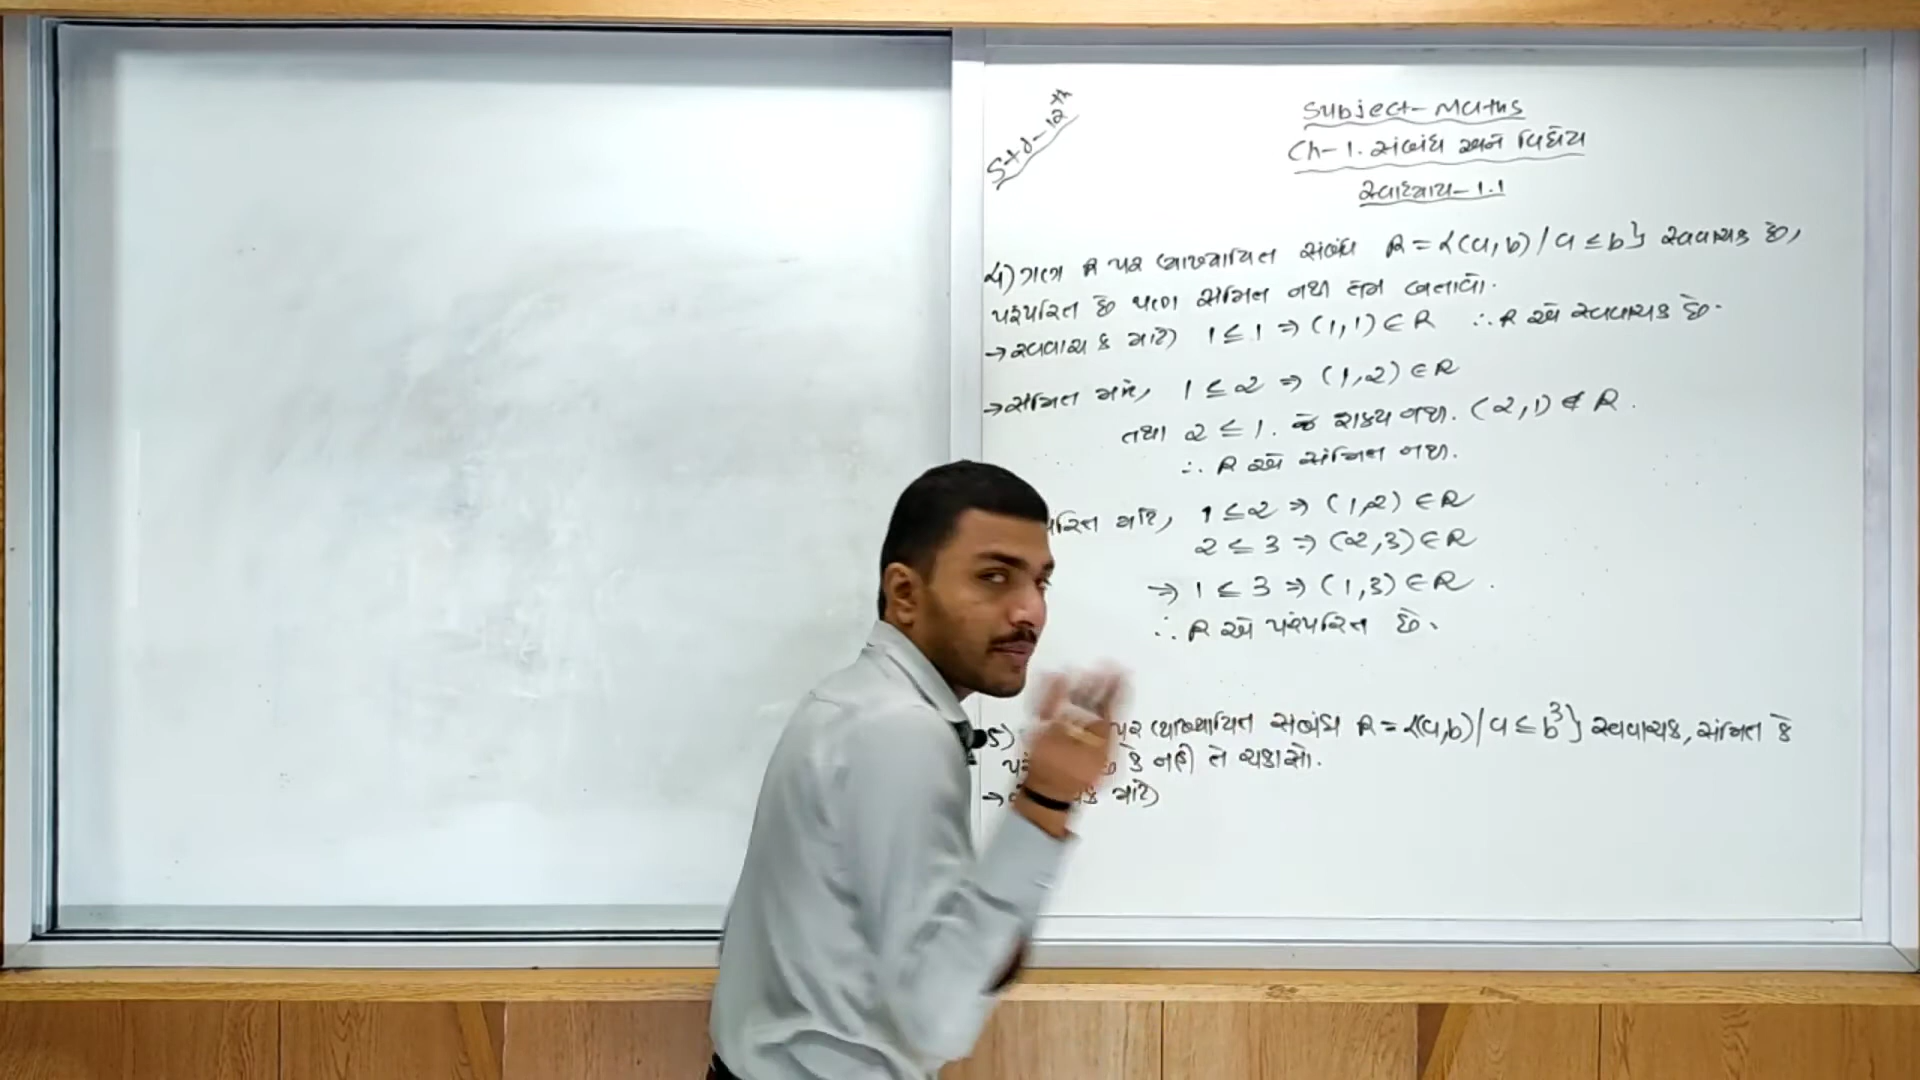 Std-12th
Subject- Maths
Ch-1. સંબંધ અને વિધેય
સ્વાધ્યાય-1.1
4) ગણ R પર વ્યાખ્યાયિત સંબંધ R = {(a,b)/a ≤ b} સ્વવાચક છે,
પરંપરિત છે પણ સંમિત નથી તેમ બતાવો.
→ સ્વવાચક માટે) 1 ≤ 1 ⇒ (1,1) ∈ R ∴ R એ સ્વવાચક છે.
→ સંમિત માટે, 1 ≤ 2 ⇒ (1,2) ∈ R
તથા 2 ≤ 1. શક્ય નથી. (2,1) ∉ R.
∴ R એ સંમિત નથી.
માટે, 1 ≤ 2 ⇒ (1,2) ∈ R
2 ≤ 3 ⇒ (2,3) ∈ R
⇒ 1 ≤ 3 ⇒ (1,3) ∈ R.
∴ R એ પરંપરિત છે.
5) પર વ્યાખ્યાયિત સંબંધ R = {(a,b)/a ≤ b³} સ્વવાચક, સંમિત કે
કે નહી તે ચકાસો.
→ માટે)